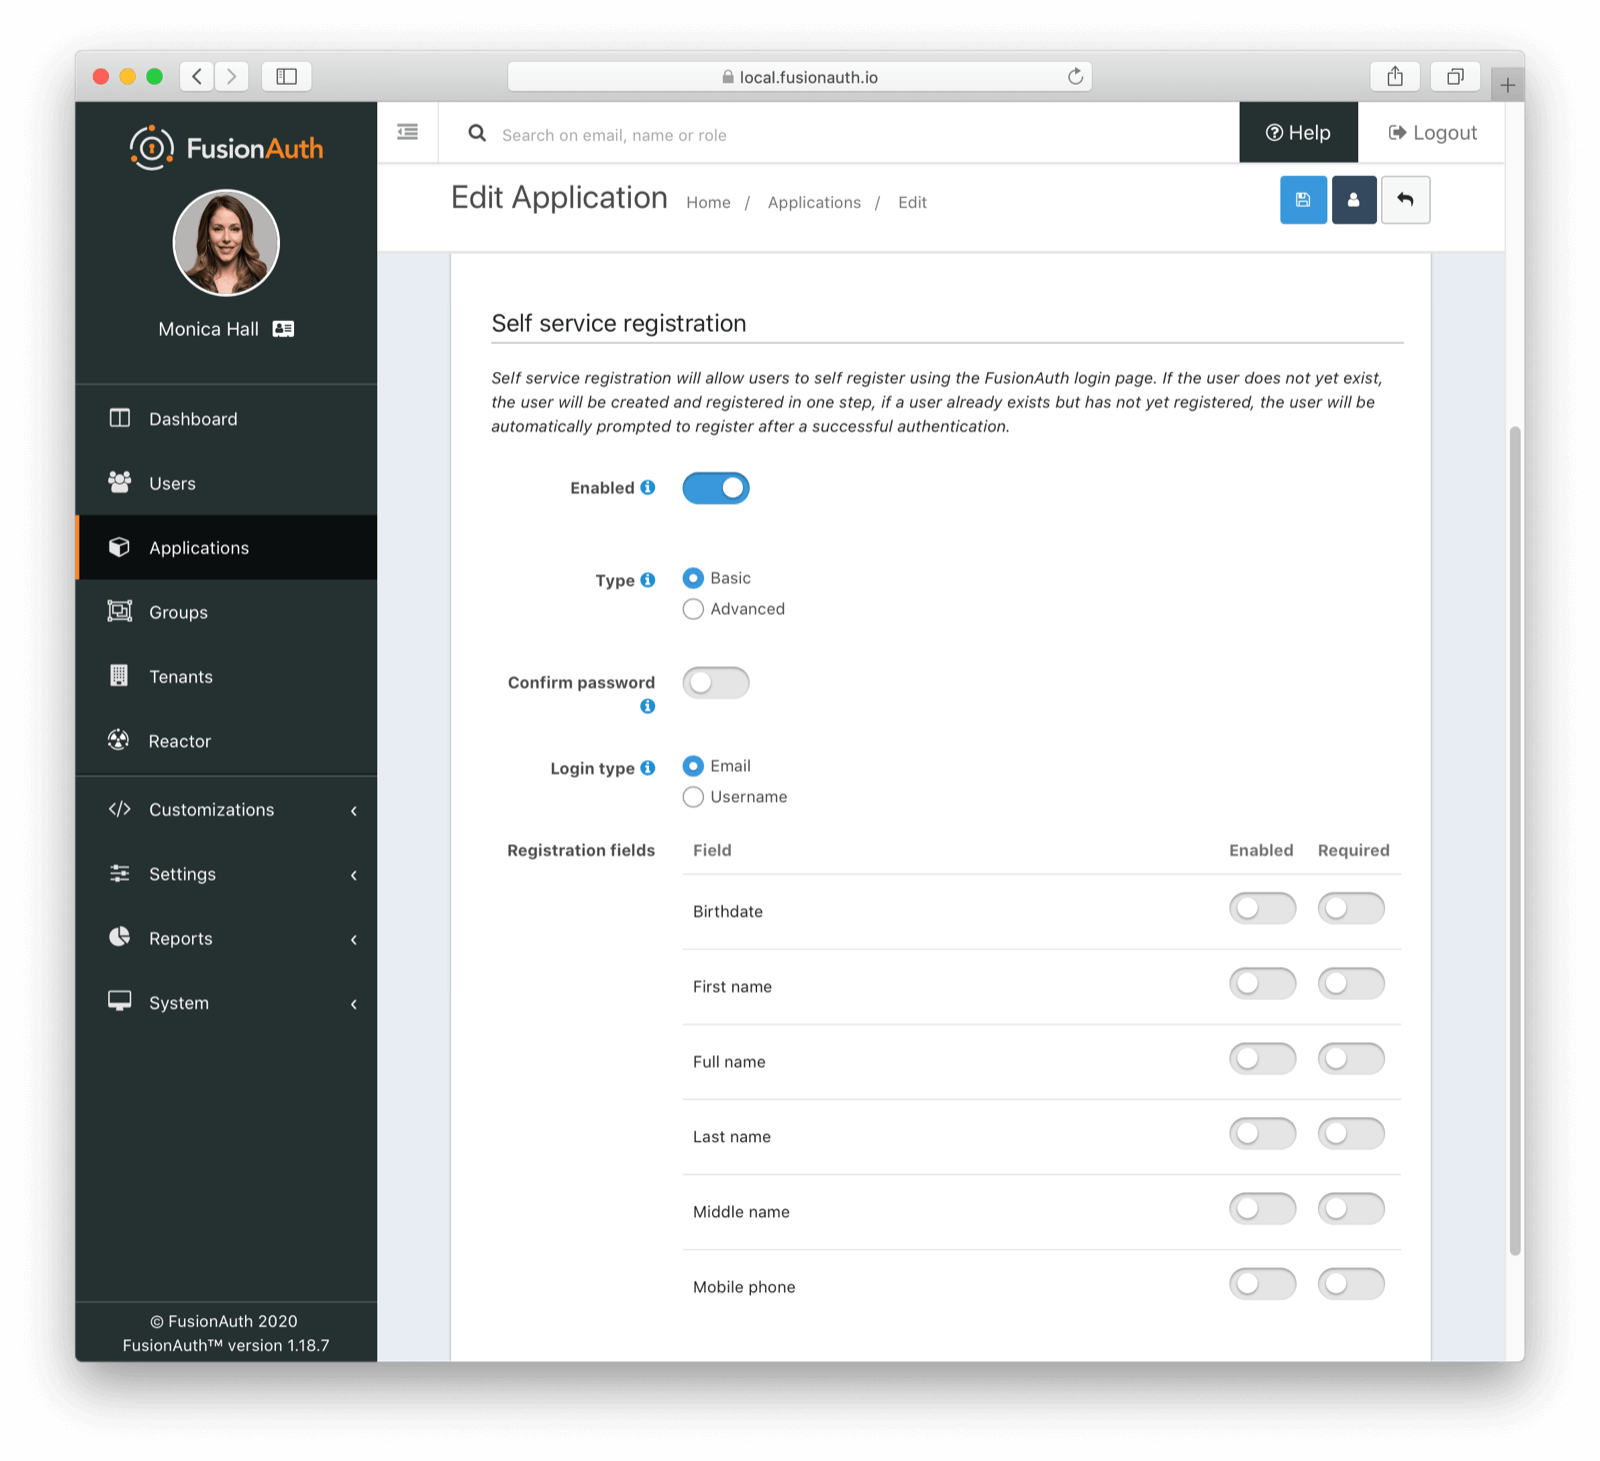 local.fusionauth.io
FusionAuth
Monica Hall
Dashboard
Users
Applications
Groups
Tenants
Reactor
Customizations
Settings
Reports
System
© FusionAuth 2020
FusionAuth™ version 1.18.7
Search on email, name or role
Help
Logout
Edit Application
Home / Applications / Edit
Self service registration
Self service registration will allow users to self register using the FusionAuth login page. If the user does not yet exist,
the user will be created and registered in one step, if a user already exists but has not yet registered, the user will be
automatically prompted to register after a successful authentication.
Enabled
Type
Basic
Advanced
Confirm password
Login type
Email
Username
Registration fields
Field Enabled Required
Birthdate
First name
Full name
Last name
Middle name
Mobile phone